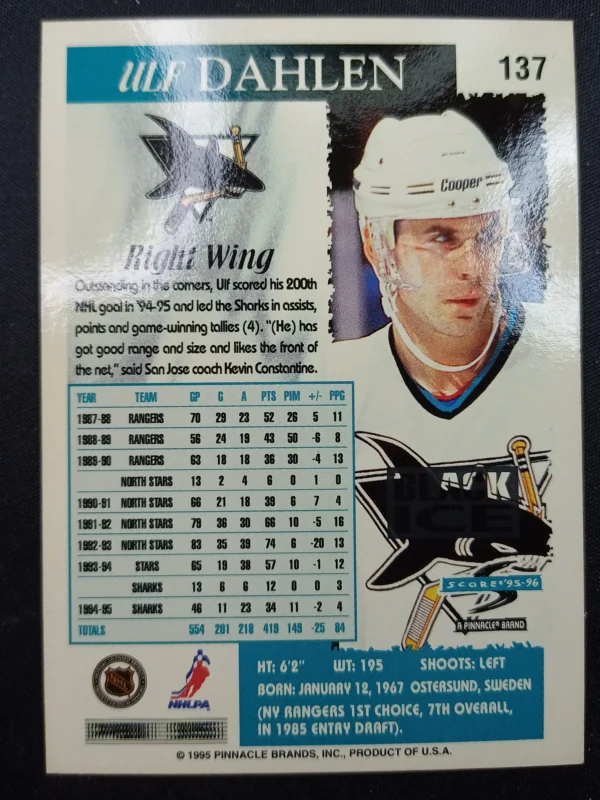 ULF DAHLEN
137
Cooper
Right Wing
Outstanding in the corners, Ulf scored his 200th
NHL goal in '94-95 and led the Sharks in assists,
points and game-winning tallies (4). "(He) has
got good range and size and likes the front of
the net," said San Jose coach Kevin Constantine.
YEAR TEAM GP G A PTS PIM +/- PPG
1987-88 RANGERS 70 29 23 52 26 5 11
1988-89 RANGERS 56 24 19 43 50 -6 8
1989-90 RANGERS 63 18 18 36 30 -4 13
NORTH STARS 13 2 4 6 0 1 0
1990-91 NORTH STARS 66 21 18 39 6 7 4
1991-92 NORTH STARS 79 36 30 66 10 -5 16
1992-93 NORTH STARS 83 35 39 74 6 -20 13
1993-94 STARS 65 19 38 57 10 -1 12
SHARKS 13 6 6 12 0 0 3
1994-95 SHARKS 46 11 23 34 11 -2 4
TOTALS 554 201 218 419 149 -25 84
BLACK
ICE
SCORE® '95-96
A PINNACLE® BRAND
NHL
NHLPA
HT: 6'2" WT: 195 SHOOTS: LEFT
BORN: JANUARY 12, 1967 OSTERSUND, SWEDEN
(NY RANGERS 1ST CHOICE, 7TH OVERALL,
IN 1985 ENTRY DRAFT).
© 1995 PINNACLE BRANDS, INC., PRODUCT OF U.S.A.